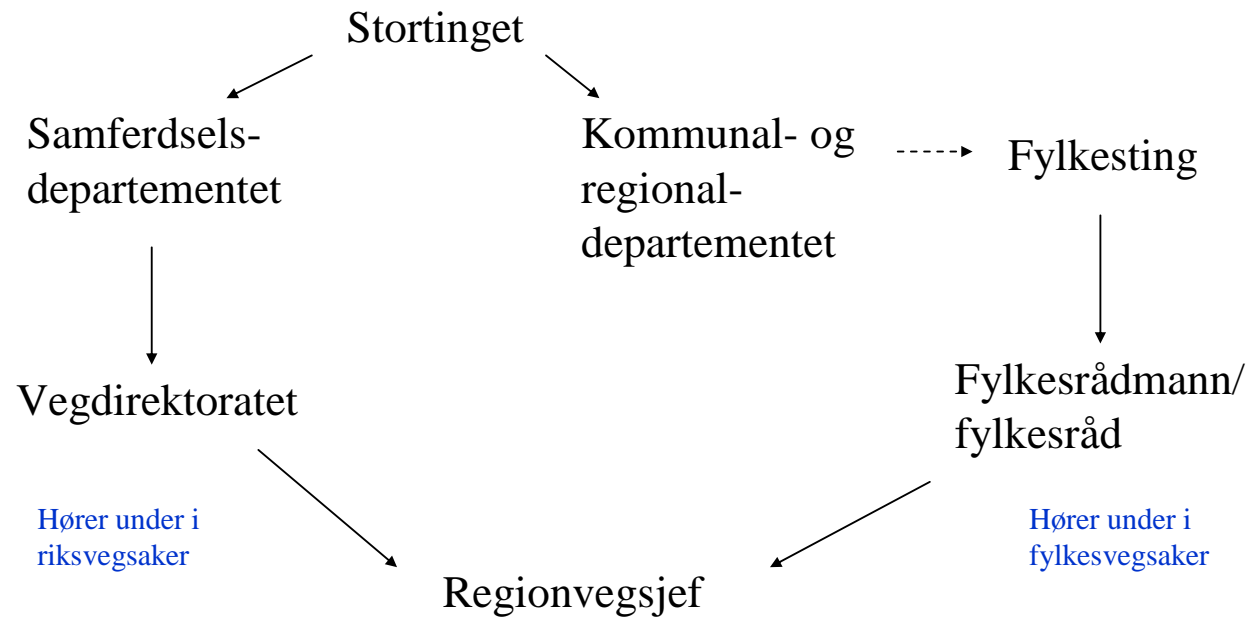 Stortinget
Samferdsels-
departementet
Kommunal- og
regional-
departementet
Fylkesting
Vegdirektoratet
Fylkesrådmann/
fylkesråd
Hører under i
riksvegsaker
Hører under i
fylkesvegsaker
Regionvegsjef